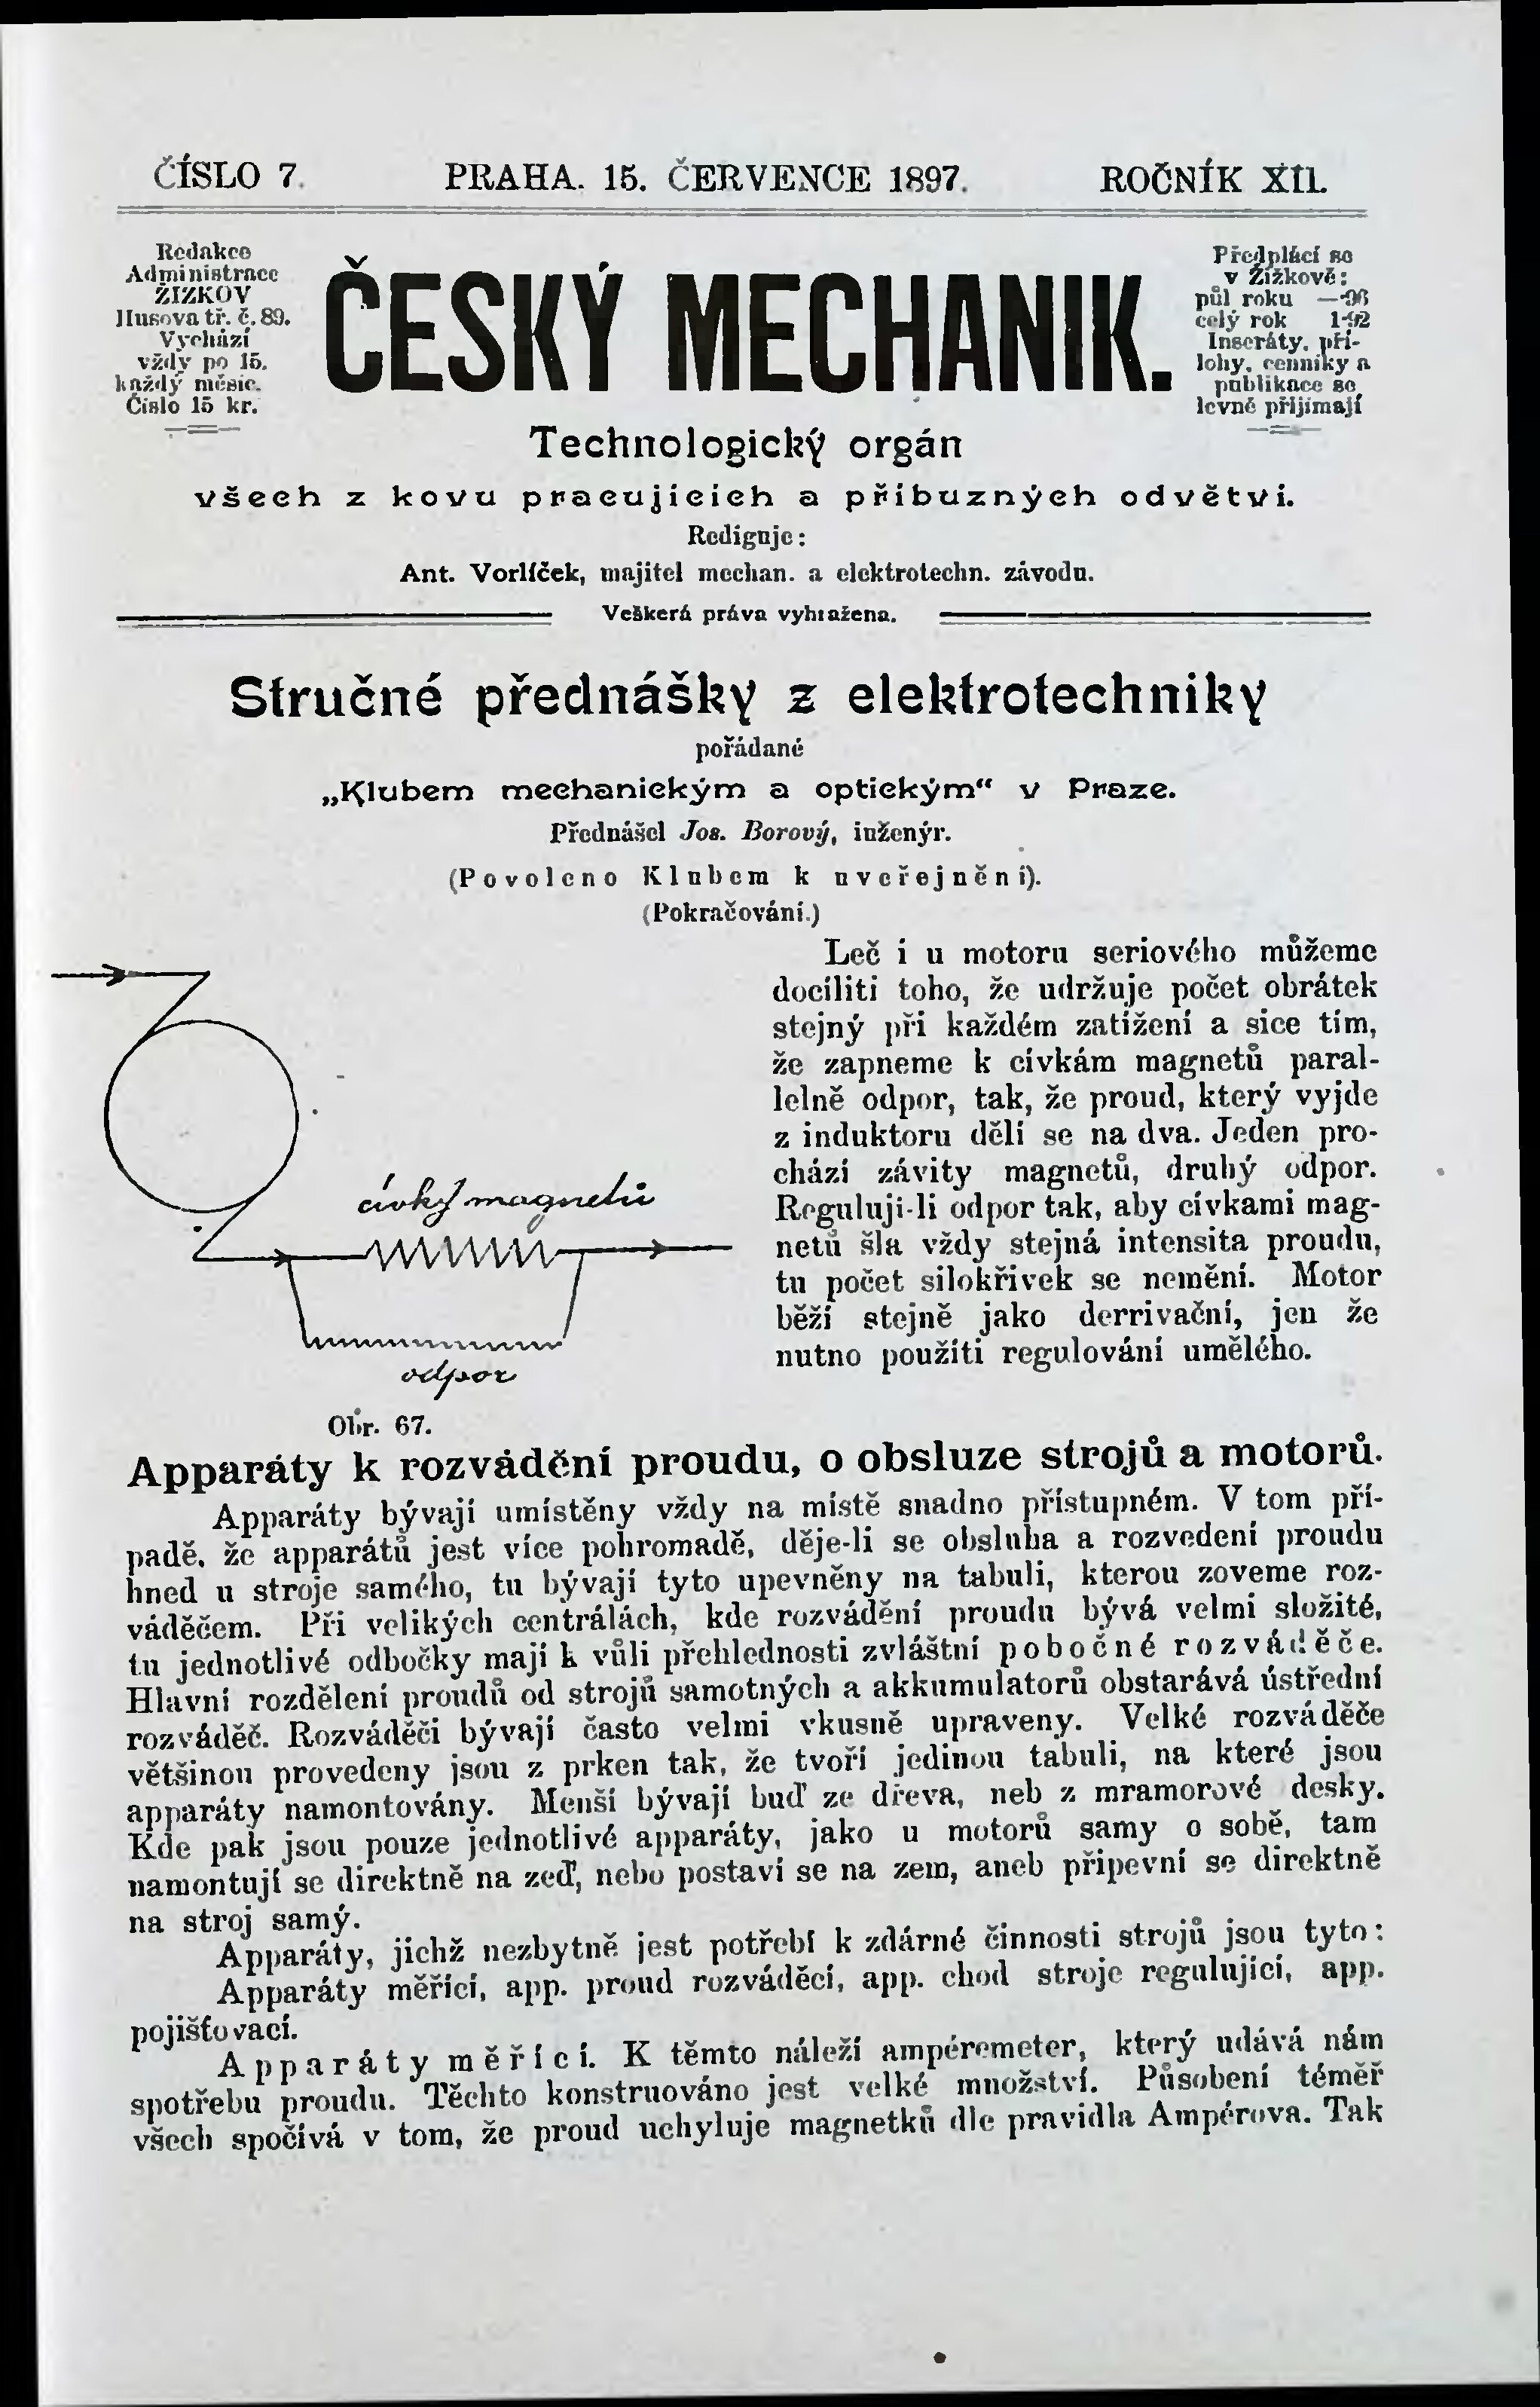 ČÍSLO 7. PRAHA. 15. ČERVENCE 1897. ROČNÍK XII.
Redakce
Administrace
ŽIZKOV
Husova tř. č. 89.
Vychází
vždy po 15.
každý měsíc.
Číslo 15 kr.
ČESKÝ MECHANIK.
Předplácí se
v Žižkově:
půl roku —·96
celý rok 1·92
Inseráty, pří-
lohy, cenníky a
publikace se
levně přijímají
Technologický orgán
všech z kovu pracujících a příbuzných odvětví.
Rediguje:
Ant. Vorlíček, majitel mechan. a elektrotechn. závodu.
Veškerá práva vyhražena.
Stručné přednášky z elektrotechniky
pořádané
„Klubem mechanickým a optickým“ v Praze.
Přednášel Jos. Borový, inženýr.
(Povoleno Klubem k uveřejnění).
(Pokračování.)
Leč i u motoru seriového můžeme
docíliti toho, že udržuje počet obrátek
stejný při každém zatížení a sice tím,
že zapneme k cívkám magnetů paral-
lelně odpor, tak, že proud, který vyjde
z induktoru dělí se na dva. Jeden pro-
chází závity magnetů, druhý odpor.
Reguluji-li odpor tak, aby cívkami mag-
netů šla vždy stejná intensita proudu,
tu počet silokřivek se nemění. Motor
běží stejně jako derrivační, jen že
nutno použíti regulování umělého.
cívky magnetů
odpor
Obr. 67.
Apparáty k rozvádění proudu, o obsluze strojů a motorů.
Apparáty bývají umístěny vždy na místě snadno přístupném. V tom pří-
padě, že apparátů jest více pohromadě, děje-li se obsluha a rozvedení proudu
hned u stroje samého, tu bývají tyto upevněny na tabuli, kterou zoveme roz-
váděčem. Při velikých centrálách, kde rozvádění proudu bývá velmi složité,
tu jednotlivé odbočky mají k vůli přehlednosti zvláštní pobočné rozváděče.
Hlavní rozdělení proudů od strojů samotných a akkumulatorů obstarává ústřední
rozváděč. Rozváděči bývají často velmi vkusně upraveny. Velké rozváděče
většinou provedeny jsou z prken tak, že tvoří jedinou tabuli, na které jsou
apparáty namontovány. Menší bývají buď ze dřeva, neb z mramorové desky.
Kde pak jsou pouze jednotlivé apparáty, jako u motorů samy o sobě, tam
namontují se direktně na zeď, nebo postaví se na zem, aneb připevní se direktně
na stroj samý.
Apparáty, jichž nezbytně jest potřebí k zdárné činnosti strojů jsou tyto:
Apparáty měřící, app. proud rozváděcí, app. chod stroje regulující, app.
pojišťovací.
Apparáty měřící. K těmto náleží ampéremeter, který udává nám
spotřebu proudu. Těchto konstruováno jest velké množství. Působení téměř
všech spočívá v tom, že proud uchyluje magnetků dle pravidla Ampérova. Tak